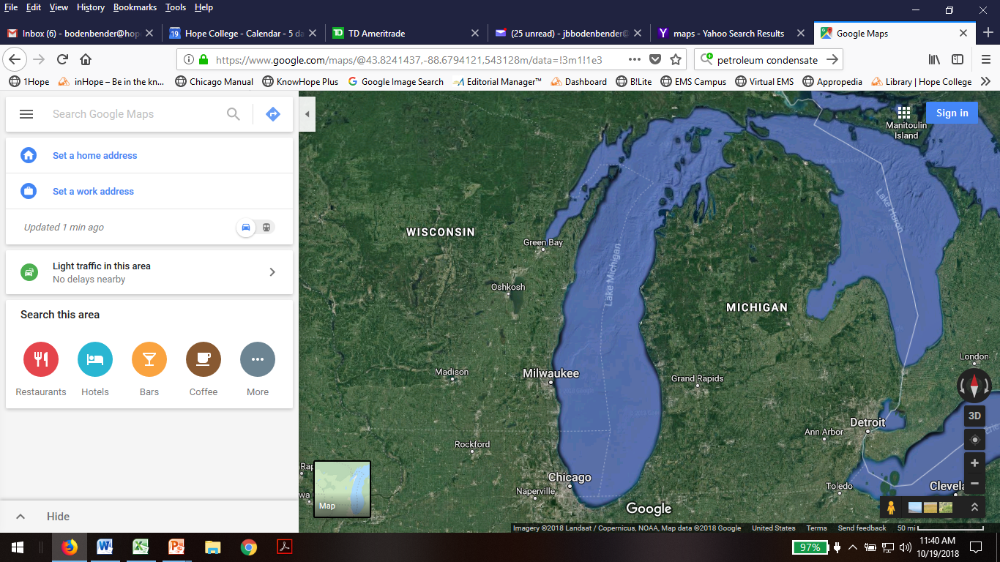 File Edit View History Bookmarks Tools Help
Inbox (6) - bodenbender@hop
19 Hope College - Calendar - 5 da
TD Ameritrade
(25 unread) - jbbodenbender@
maps - Yahoo Search Results
Google Maps
https://www.google.com/maps/@43.8241437,-88.6794121,543128m/data=!3m1!1e3
petroleum condensate
1Hope inHope – Be in the kn... Chicago Manual KnowHope Plus Google Image Search Editorial Manager™ Dashboard B!Lite EMS Campus Virtual EMS Appropedia Library | Hope College
Search Google Maps
Set a home address
Set a work address
Updated 1 min ago
Light traffic in this area
No delays nearby
Search this area
Restaurants Hotels Bars Coffee More
Hide
Sign in
Manitoulin
Island
Lake Huron
WISCONSIN
Green Bay
Lake Michigan
Oshkosh
MICHIGAN
London
Madison
Milwaukee
Grand Rapids
3D
Detroit
Ann Arbor
Rockford
Rap
Chicago
Naperville
Toledo
Clevela
wa C
Map
Google
Imagery ©2018 Landsat / Copernicus, NOAA, Map data ©2018 Google United States Terms Send feedback 50 mi
97%
11:40 AM
10/19/2018